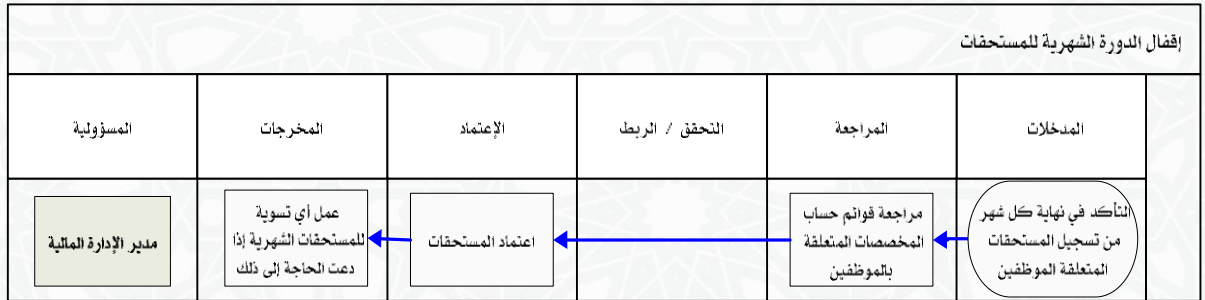 إقفال الدورة الشهرية للمستحقات
المدخلات
المراجعة
التحقق / الربط
الإعتماد
المخرجات
المسؤولية
التأكد في نهاية كل شهر
من تسجيل المستحقات
المتعلقة الموظفين
مراجعة قوائم حساب
المخصصات المتعلقة
بالموظفين
اعتماد المستحقات
عمل أي تسوية
للمستحقات الشهرية إذا
دعت الحاجة إلى ذلك
مدير الإدارة المالية